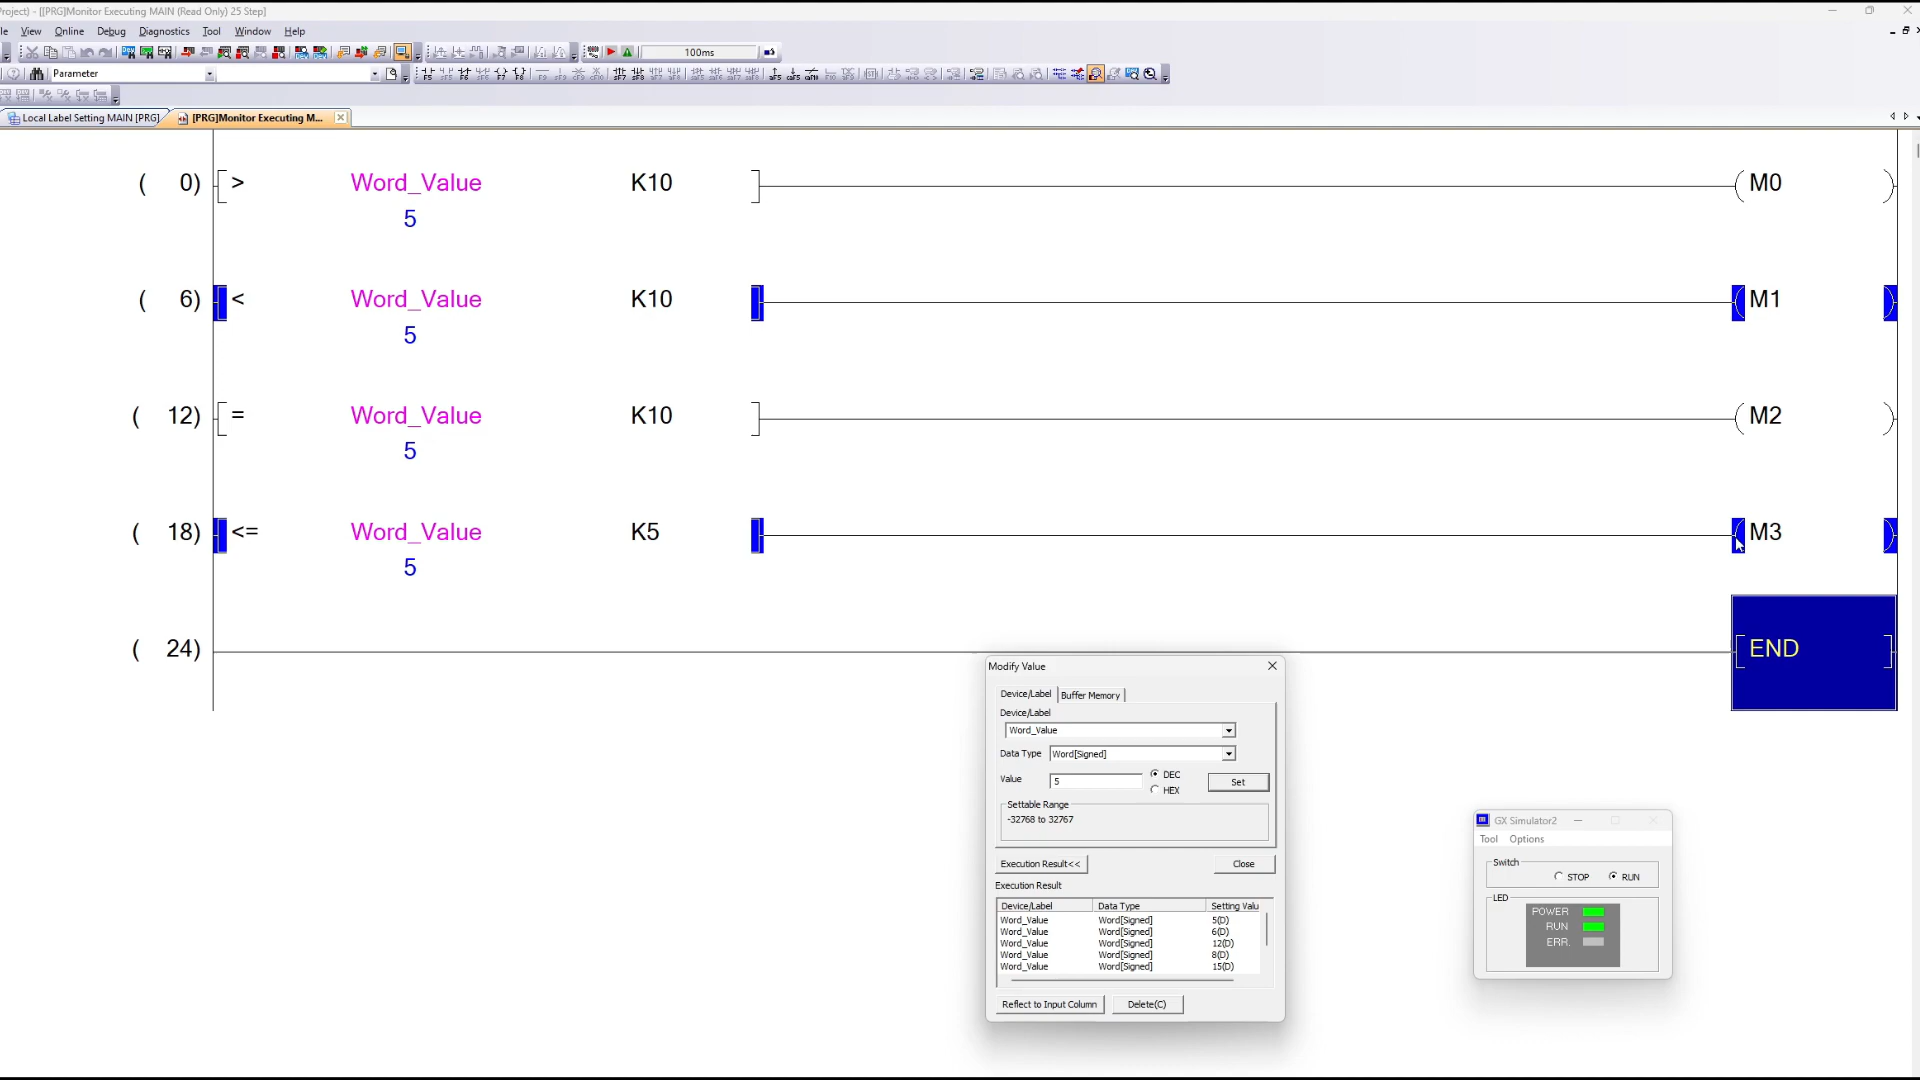 roject) - [[PRG]Monitor Executing MAIN (Read Only) 25 Step]
le View Online Debug Diagnostics Tool Window Help
100ms
Parameter
Local Label Setting MAIN [PRG] [PRG]Monitor Executing M...
( 0) > Word_Value K10 M0
5
( 6) < Word_Value K10 M1
5
( 12) = Word_Value K10 M2
5
( 18) <= Word_Value K5 M3
5
( 24) END
Modify Value
Device/Label Buffer Memory
Device/Label
Word_Value
Data Type Word[Signed]
Value 5 DEC HEX Set
Settable Range
-32768 to 32767
Execution Result<< Close
Execution Result
Device/Label Data Type Setting Valu
Word_Value Word[Signed] 5(D)
Word_Value Word[Signed] 6(D)
Word_Value Word[Signed] 12(D)
Word_Value Word[Signed] 8(D)
Word_Value Word[Signed] 15(D)
Reflect to Input Column Delete(C)
GX Simulator2
Tool Options
Switch
STOP RUN
LED
POWER
RUN
ERR.